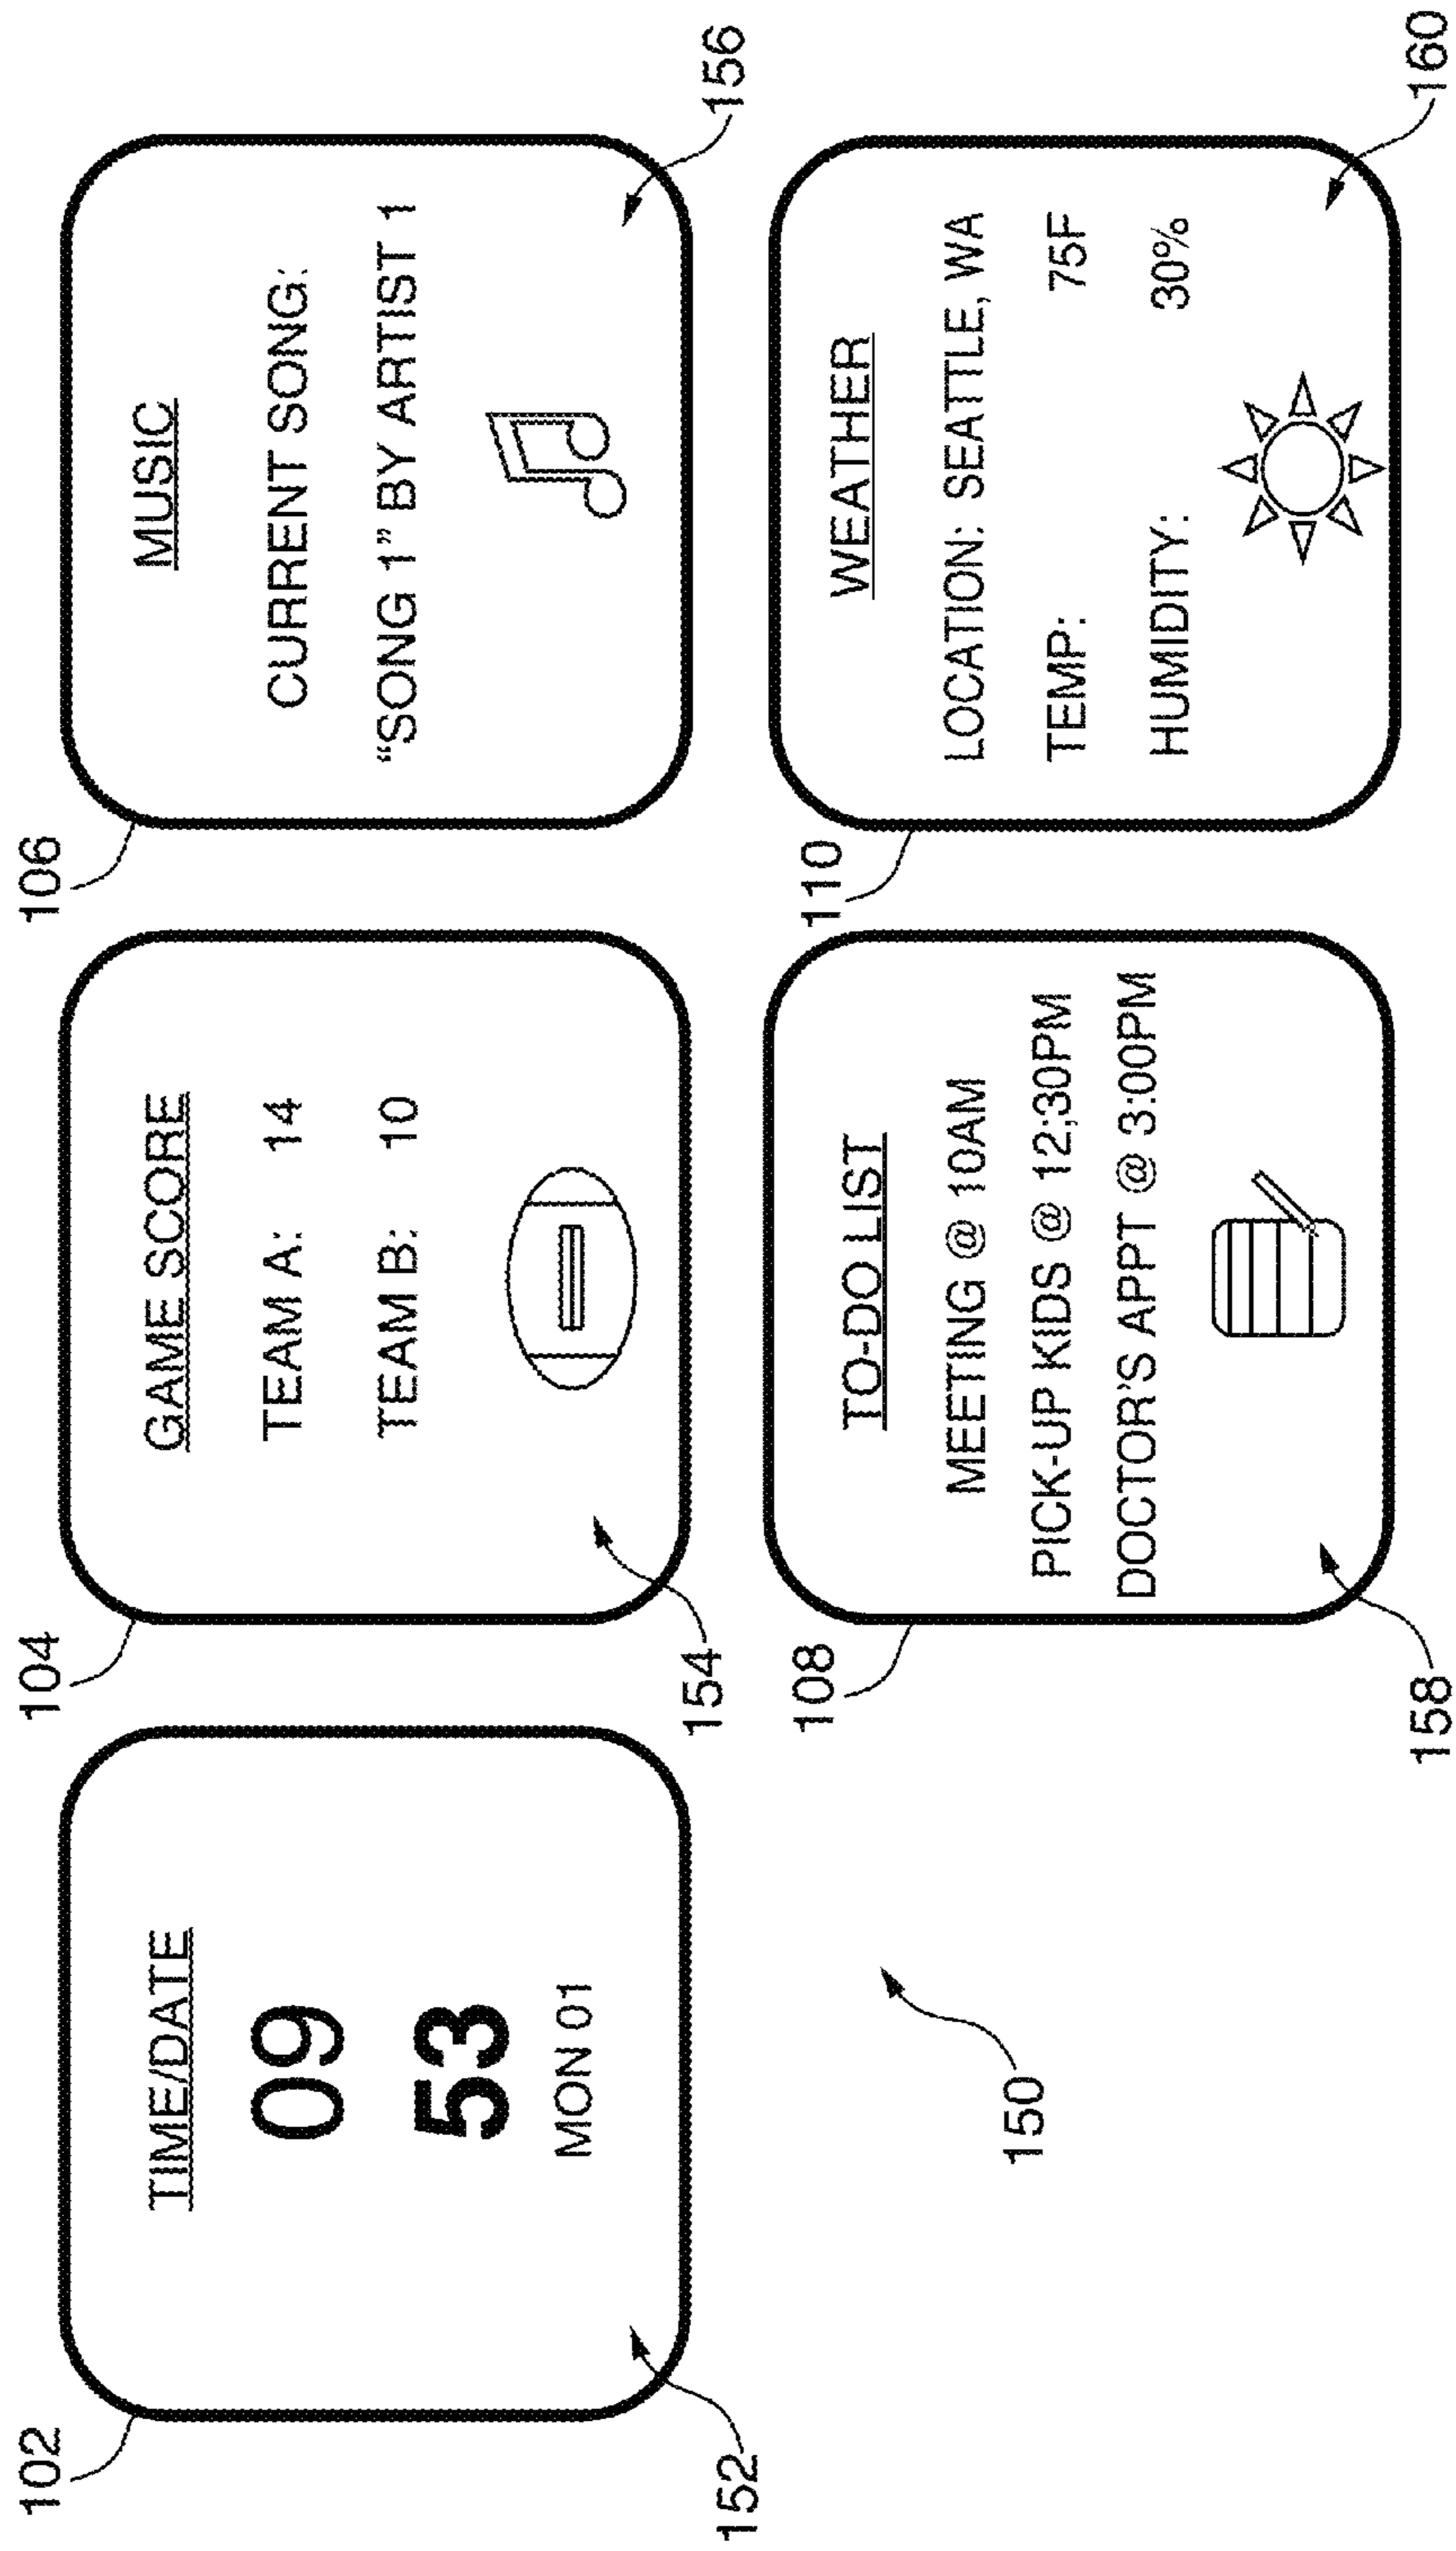 102
TIME/DATE
09
53
MON 01
152
104
GAME SCORE
TEAM A: 14
TEAM B: 10
154
106
MUSIC
CURRENT SONG:
“SONG 1” BY ARTIST 1
156
150
108
TO-DO LIST
MEETING @ 10AM
PICK-UP KIDS @ 12;30PM
DOCTOR'S APPT @ 3:00PM
158
110
WEATHER
LOCATION: SEATTLE, WA
TEMP: 75F
HUMIDITY: 30%
160